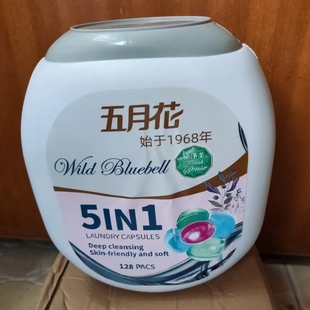 五月花
始于1968年
Wild Bluebell
5IN1
LAUNDRY CAPSULES
Deep cleansing
Skin-friendly and soft
128 PACS